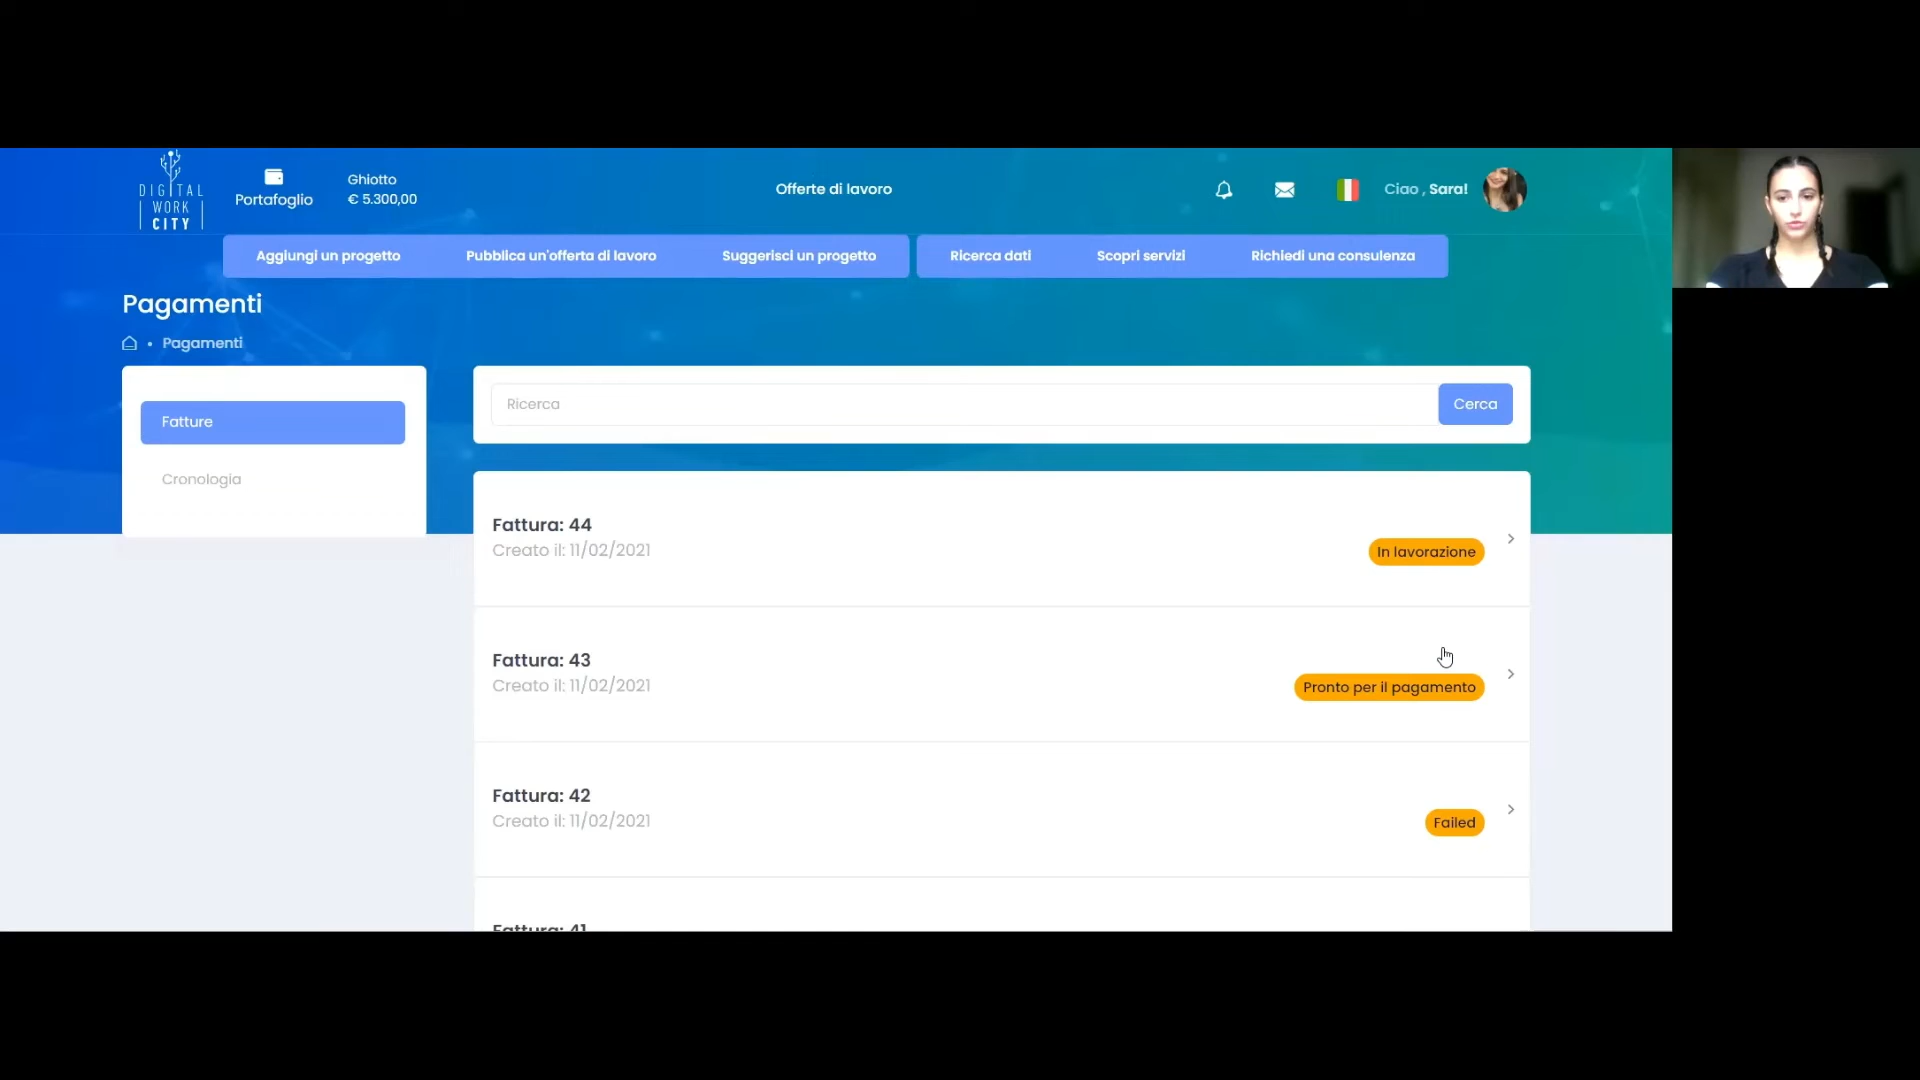 DIGITAL
WORK
CITY
Portafoglio
Ghiotto
€ 5.300,00
Offerte di lavoro
Ciao , Sara!
Aggiungi un progetto
Pubblica un'offerta di lavoro
Suggerisci un progetto
Ricerca dati
Scopri servizi
Richiedi una consulenza
Pagamenti
Pagamenti
Fatture
Cronologia
Ricerca
Cerca
Fattura: 44
Creato il: 11/02/2021
In lavorazione
Fattura: 43
Creato il: 11/02/2021
Pronto per il pagamento
Fattura: 42
Creato il: 11/02/2021
Failed
Fattura: 41